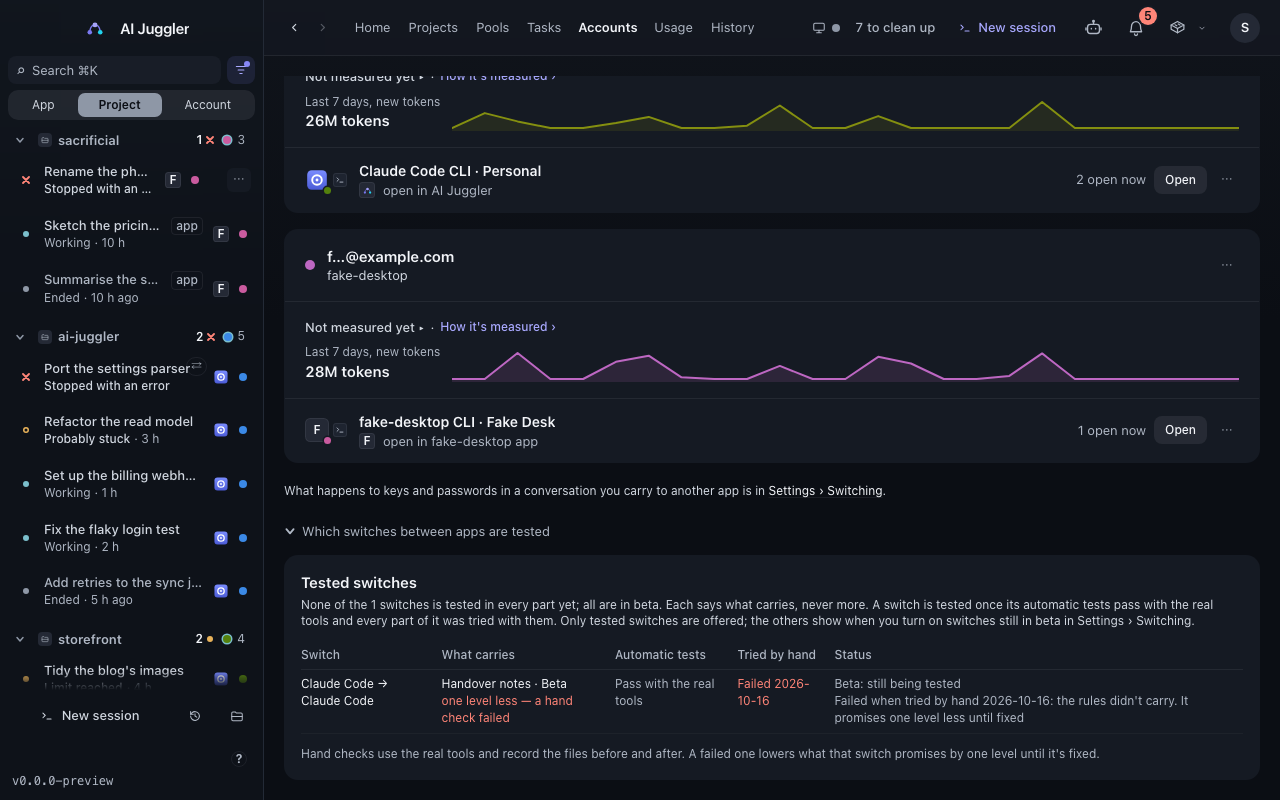 AI Juggler
Search ⌘K
App Project Account
sacrificial 1 3
Rename the ph... F
Stopped with an ...
Sketch the pricin... app F
Working · 10 h
Summarise the s... app F
Ended · 10 h ago
ai-juggler 2 5
Port the settings parser
Stopped with an error
Refactor the read model
Probably stuck · 3 h
Set up the billing webh...
Working · 1 h
Fix the flaky login test
Working · 2 h
Add retries to the sync j...
Ended · 5 h ago
storefront 2 4
Tidy the blog's images
Limit reached · 4 h
New session
?
v0.0.0-preview
Home Projects Pools Tasks Accounts Usage History 7 to clean up New session 5 S
Not measured yet ▸ · How it's measured ›
Last 7 days, new tokens
26M tokens
Claude Code CLI · Personal
open in AI Juggler
2 open now Open ...
f...@example.com
fake-desktop
...
Not measured yet ▸ · How it's measured ›
Last 7 days, new tokens
28M tokens
F fake-desktop CLI · Fake Desk
F open in fake-desktop app
1 open now Open ...
What happens to keys and passwords in a conversation you carry to another app is in Settings › Switching.
Which switches between apps are tested
Tested switches
None of the 1 switches is tested in every part yet; all are in beta. Each says what carries, never more. A switch is tested once its automatic tests pass with the real
tools and every part of it was tried with them. Only tested switches are offered; the others show when you turn on switches still in beta in Settings › Switching.
Switch What carries Automatic tests Tried by hand Status
Claude Code → Handover notes · Beta Pass with the real Failed 2026- Beta: still being tested
Claude Code one level less — a hand tools 10-16 Failed when tried by hand 2026-10-16: the rules didn't carry. It
check failed promises one level less until fixed
Hand checks use the real tools and record the files before and after. A failed one lowers what that switch promises by one level until it's fixed.